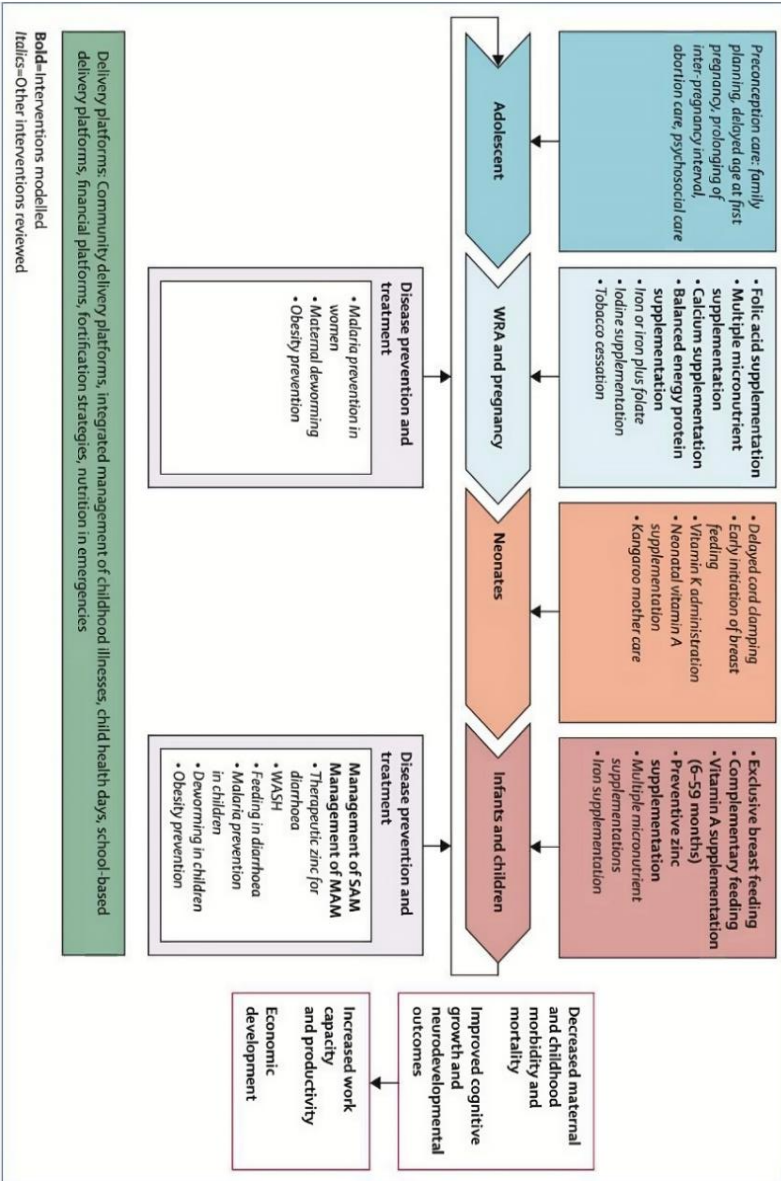 Preconception care: family
planning, delayed age at first
pregnancy, prolonging of
inter-pregnancy interval,
abortion care, psychosocial care
• Folic acid supplementation
• Multiple micronutrient
supplementation
• Calcium supplementation
• Balanced energy protein
supplementation
• Iron or iron plus folate
• Iodine supplementation
• Tobacco cessation
• Delayed cord clamping
• Early initiation of breast
feeding
• Vitamin K administration
• Neonatal vitamin A
supplementation
• Kangaroo mother care
• Exclusive breast feeding
• Complementary feeding
• Vitamin A supplementation
(6–59 months)
• Preventive zinc
supplementation
• Multiple micronutrient
supplementations
• Iron supplementation
Adolescent
WRA and pregnancy
Neonates
Infants and children
Decreased maternal
and childhood
morbidity and
mortality
Improved cognitive
growth and
neurodevelopmental
outcomes
Disease prevention and
treatment
• Malaria prevention in
women
• Maternal deworming
• Obesity prevention
Disease prevention and
treatment
Management of SAM
Management of MAM
• Therapeutic zinc for
diarrhoea
• WASH
• Feeding in diarrhoea
• Malaria prevention
in children
• Deworming in children
• Obesity prevention
Increased work
capacity
and productivity
Economic
development
Delivery platforms: Community delivery platforms, integrated management of childhood illnesses, child health days, school-based
delivery platforms, financial platforms, fortification strategies, nutrition in emergencies
Bold=Interventions modelled
Italics=Other interventions reviewed